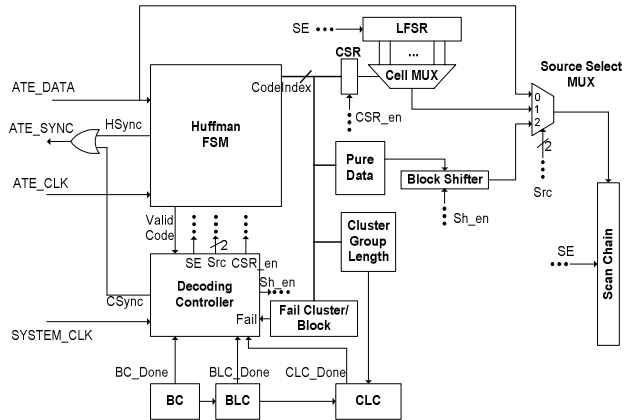 SE
LFSR
...
CSR
Cell MUX
Source Select
MUX
ATE_DATA
CodeIndex
0
1
2
ATE_SYNC
HSync
Huffman
FSM
CSR_en
2
Src
ATE_CLK
Pure
Data
Block Shifter
Sh_en
Valid
Code
2
SE
Src
CSR_en
Cluster
Group
Length
SE
Scan Chain
Decoding
Controller
Sh_en
CSync
Fail
Fail Cluster/
Block
SYSTEM_CLK
BC_Done
BLC_Done
CLC_Done
BC
BLC
CLC